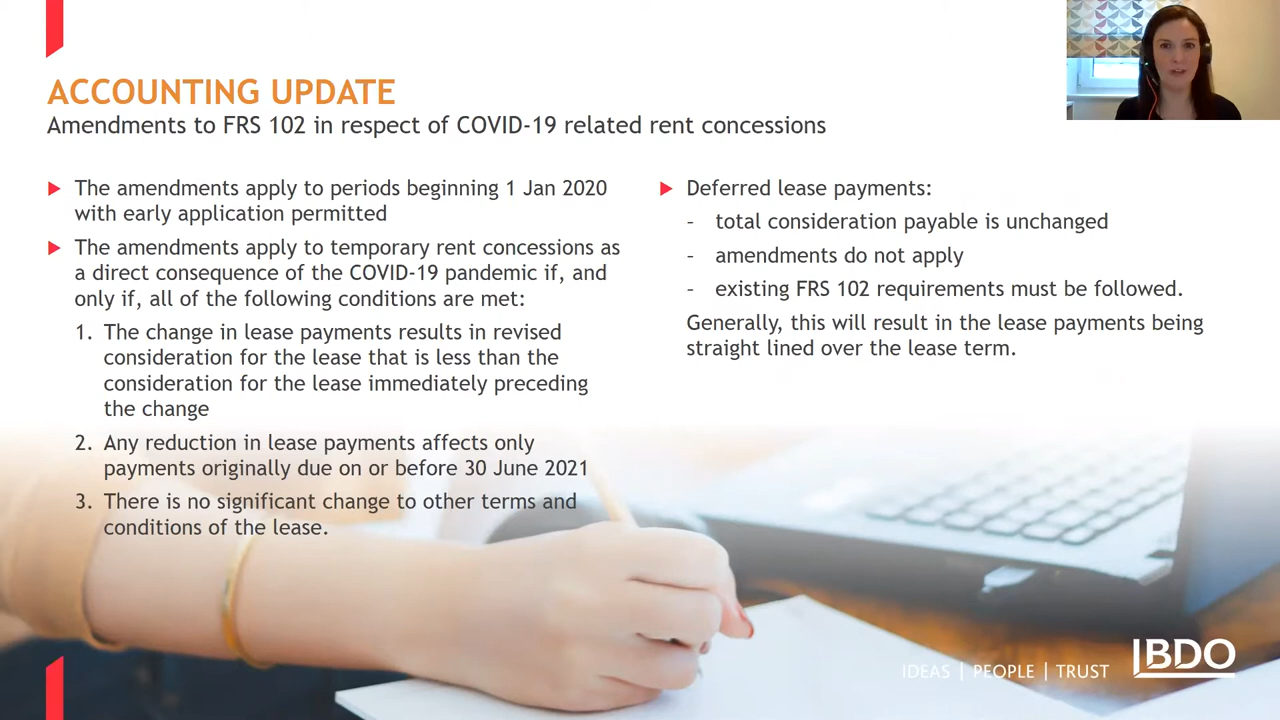 ACCOUNTING UPDATE
Amendments to FRS 102 in respect of COVID-19 related rent concessions
The amendments apply to periods beginning 1 Jan 2020
with early application permitted
The amendments apply to temporary rent concessions as
a direct consequence of the COVID-19 pandemic if, and
only if, all of the following conditions are met:
1. The change in lease payments results in revised
consideration for the lease that is less than the
consideration for the lease immediately preceding
the change
2. Any reduction in lease payments affects only
payments originally due on or before 30 June 2021
3. There is no significant change to other terms and
conditions of the lease.
Deferred lease payments:
- total consideration payable is unchanged
- amendments do not apply
- existing FRS 102 requirements must be followed.
Generally, this will result in the lease payments being
straight lined over the lease term.
IDEAS | PEOPLE | TRUST
BDO